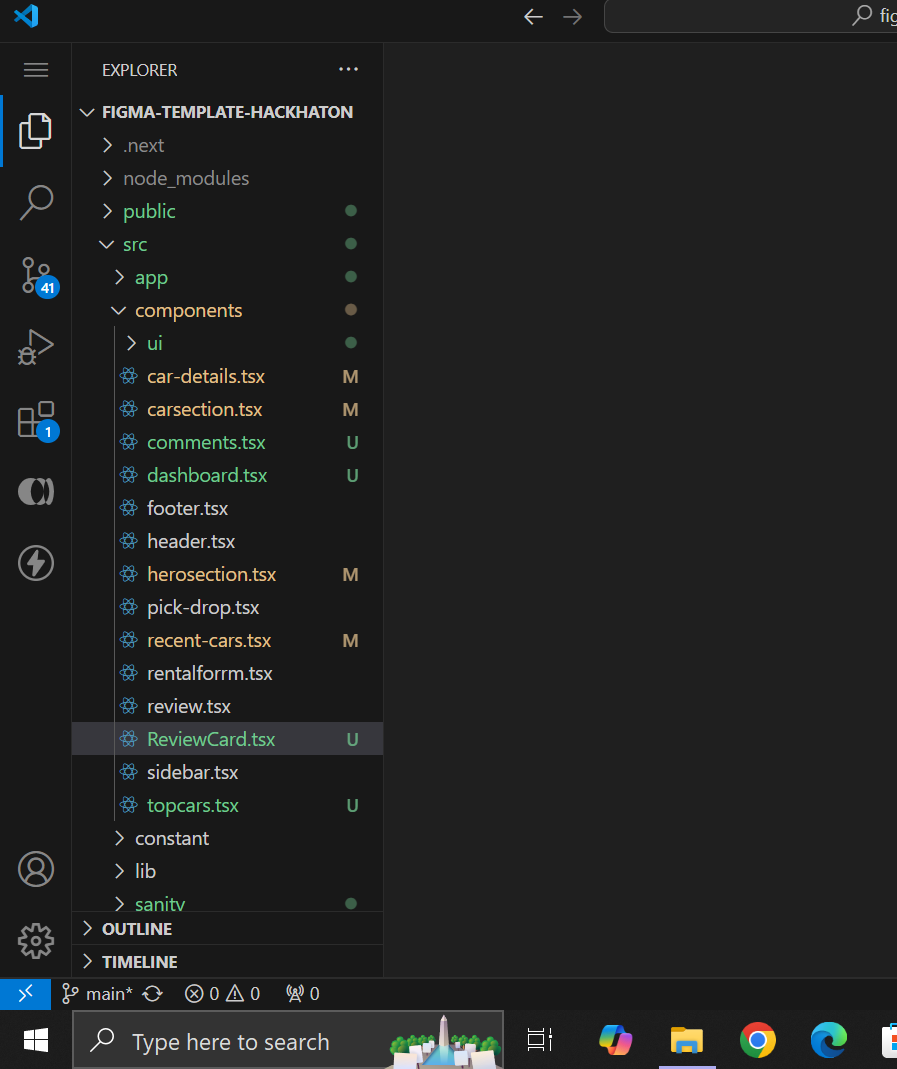 fig
EXPLORER
FIGMA-TEMPLATE-HACKHATON
.next
node_modules
public
src
app
41
components
ui
car-details.tsx M
carsection.tsx M
1
comments.tsx U
dashboard.tsx U
footer.tsx
header.tsx
herosection.tsx M
pick-drop.tsx
recent-cars.tsx M
rentalforrm.tsx
review.tsx
ReviewCard.tsx U
sidebar.tsx
topcars.tsx U
constant
lib
sanity
OUTLINE
TIMELINE
main* 0 0 0
Type here to search